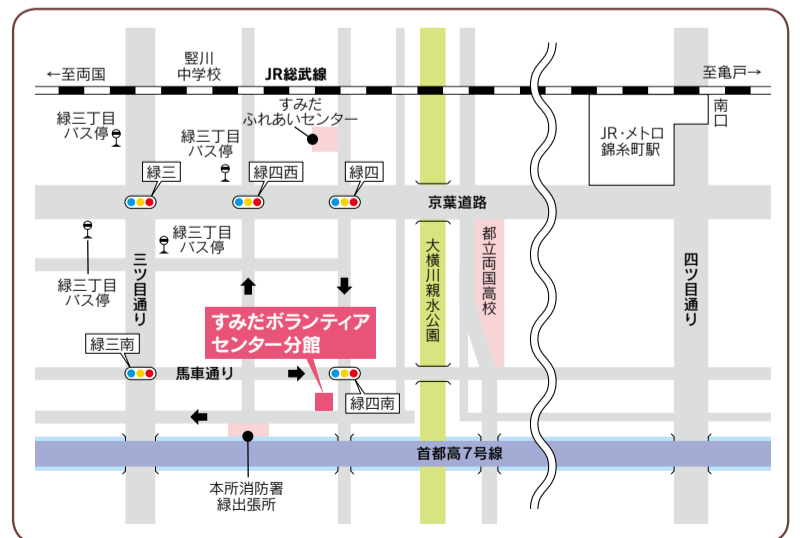 ←至両国
竪川
中学校
JR総武線
至亀戸→
南口
すみだ
ふれあいセンター
緑三丁目
バス停
緑三丁目
バス停
JR・メトロ
錦糸町駅
緑三
緑四西
緑四
京葉道路
緑三丁目
バス停
緑三丁目
バス停
三ツ目通り
大横川親水公園
都立両国高校
四ツ目通り
すみだボランティア
センター分館
緑三南
馬車通り
緑四南
首都高7号線
本所消防署
緑出張所